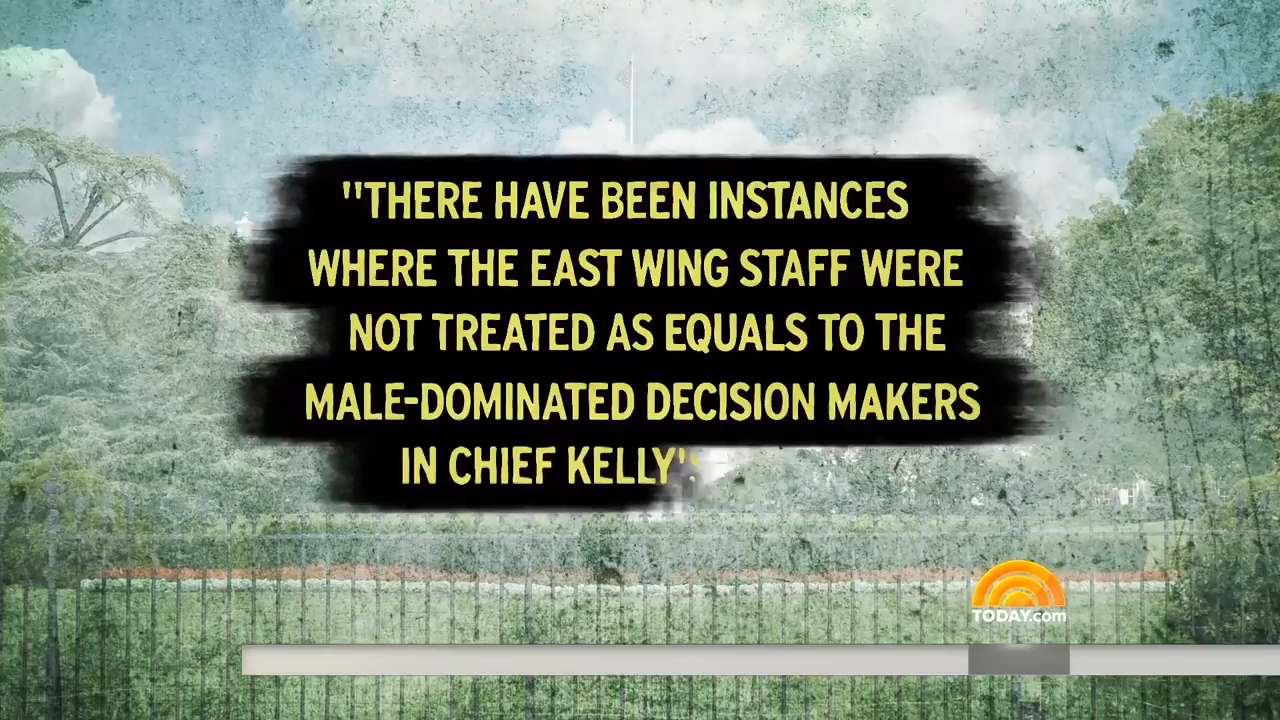 "THERE HAVE BEEN INSTANCES
WHERE THE EAST WING STAFF WERE
NOT TREATED AS EQUALS TO THE
MALE-DOMINATED DECISION MAKERS
IN CHIEF KELLY'
TODAY.com